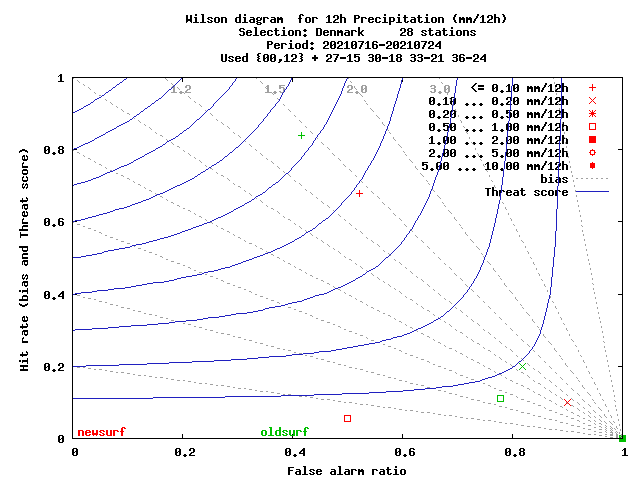 Wilson diagram  for 12h Precipitation (mm/12h)
Selection: Denmark     28 stations
Period: 20210716-20210724
Used {00,12} + 27-15 30-18 33-21 36-24
1.2 1.5 2.0 3.0
<= 0.10 mm/12h
0.10 ... 0.20 mm/12h
0.20 ... 0.50 mm/12h
0.50 ... 1.00 mm/12h
1.00 ... 2.00 mm/12h
2.00 ... 5.00 mm/12h
5.00 ... 10.00 mm/12h
bias
Threat score
1
0.8
0.6
0.4
0.2
0
Hit rate (bias and Threat score)
newsurf oldsurf
0 0.2 0.4 0.6 0.8 1
False alarm ratio